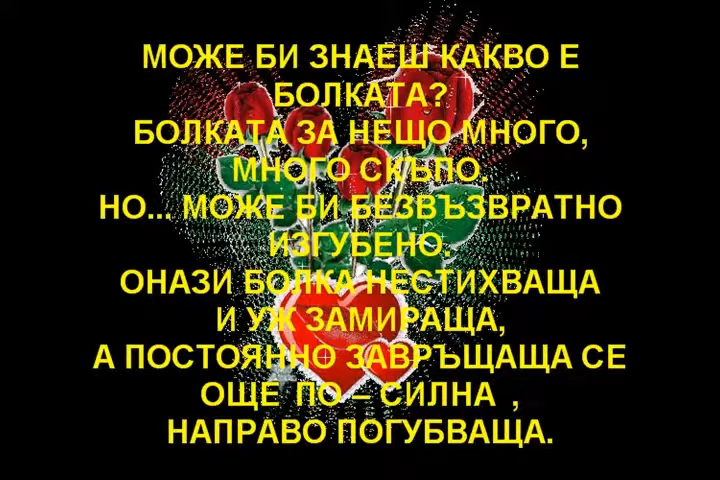 МОЖЕ БИ ЗНАЕШ КАКВО Е
БОЛКАТА?
БОЛКАТА ЗА НЕЩО МНОГО,
МНОГО СКЪПО.
НО... МОЖЕ БИ БЕЗВЪЗВРАТНО
ИЗГУБЕНО.
ОНАЗИ БОЛКА НЕСТИХВАЩА
И УЖ ЗАМИРАЩА,
А ПОСТОЯННО ЗАВРЪЩАЩА СЕ
ОЩЕ ПО – СИЛНА ,
НАПРАВО ПОГУБВАЩА.